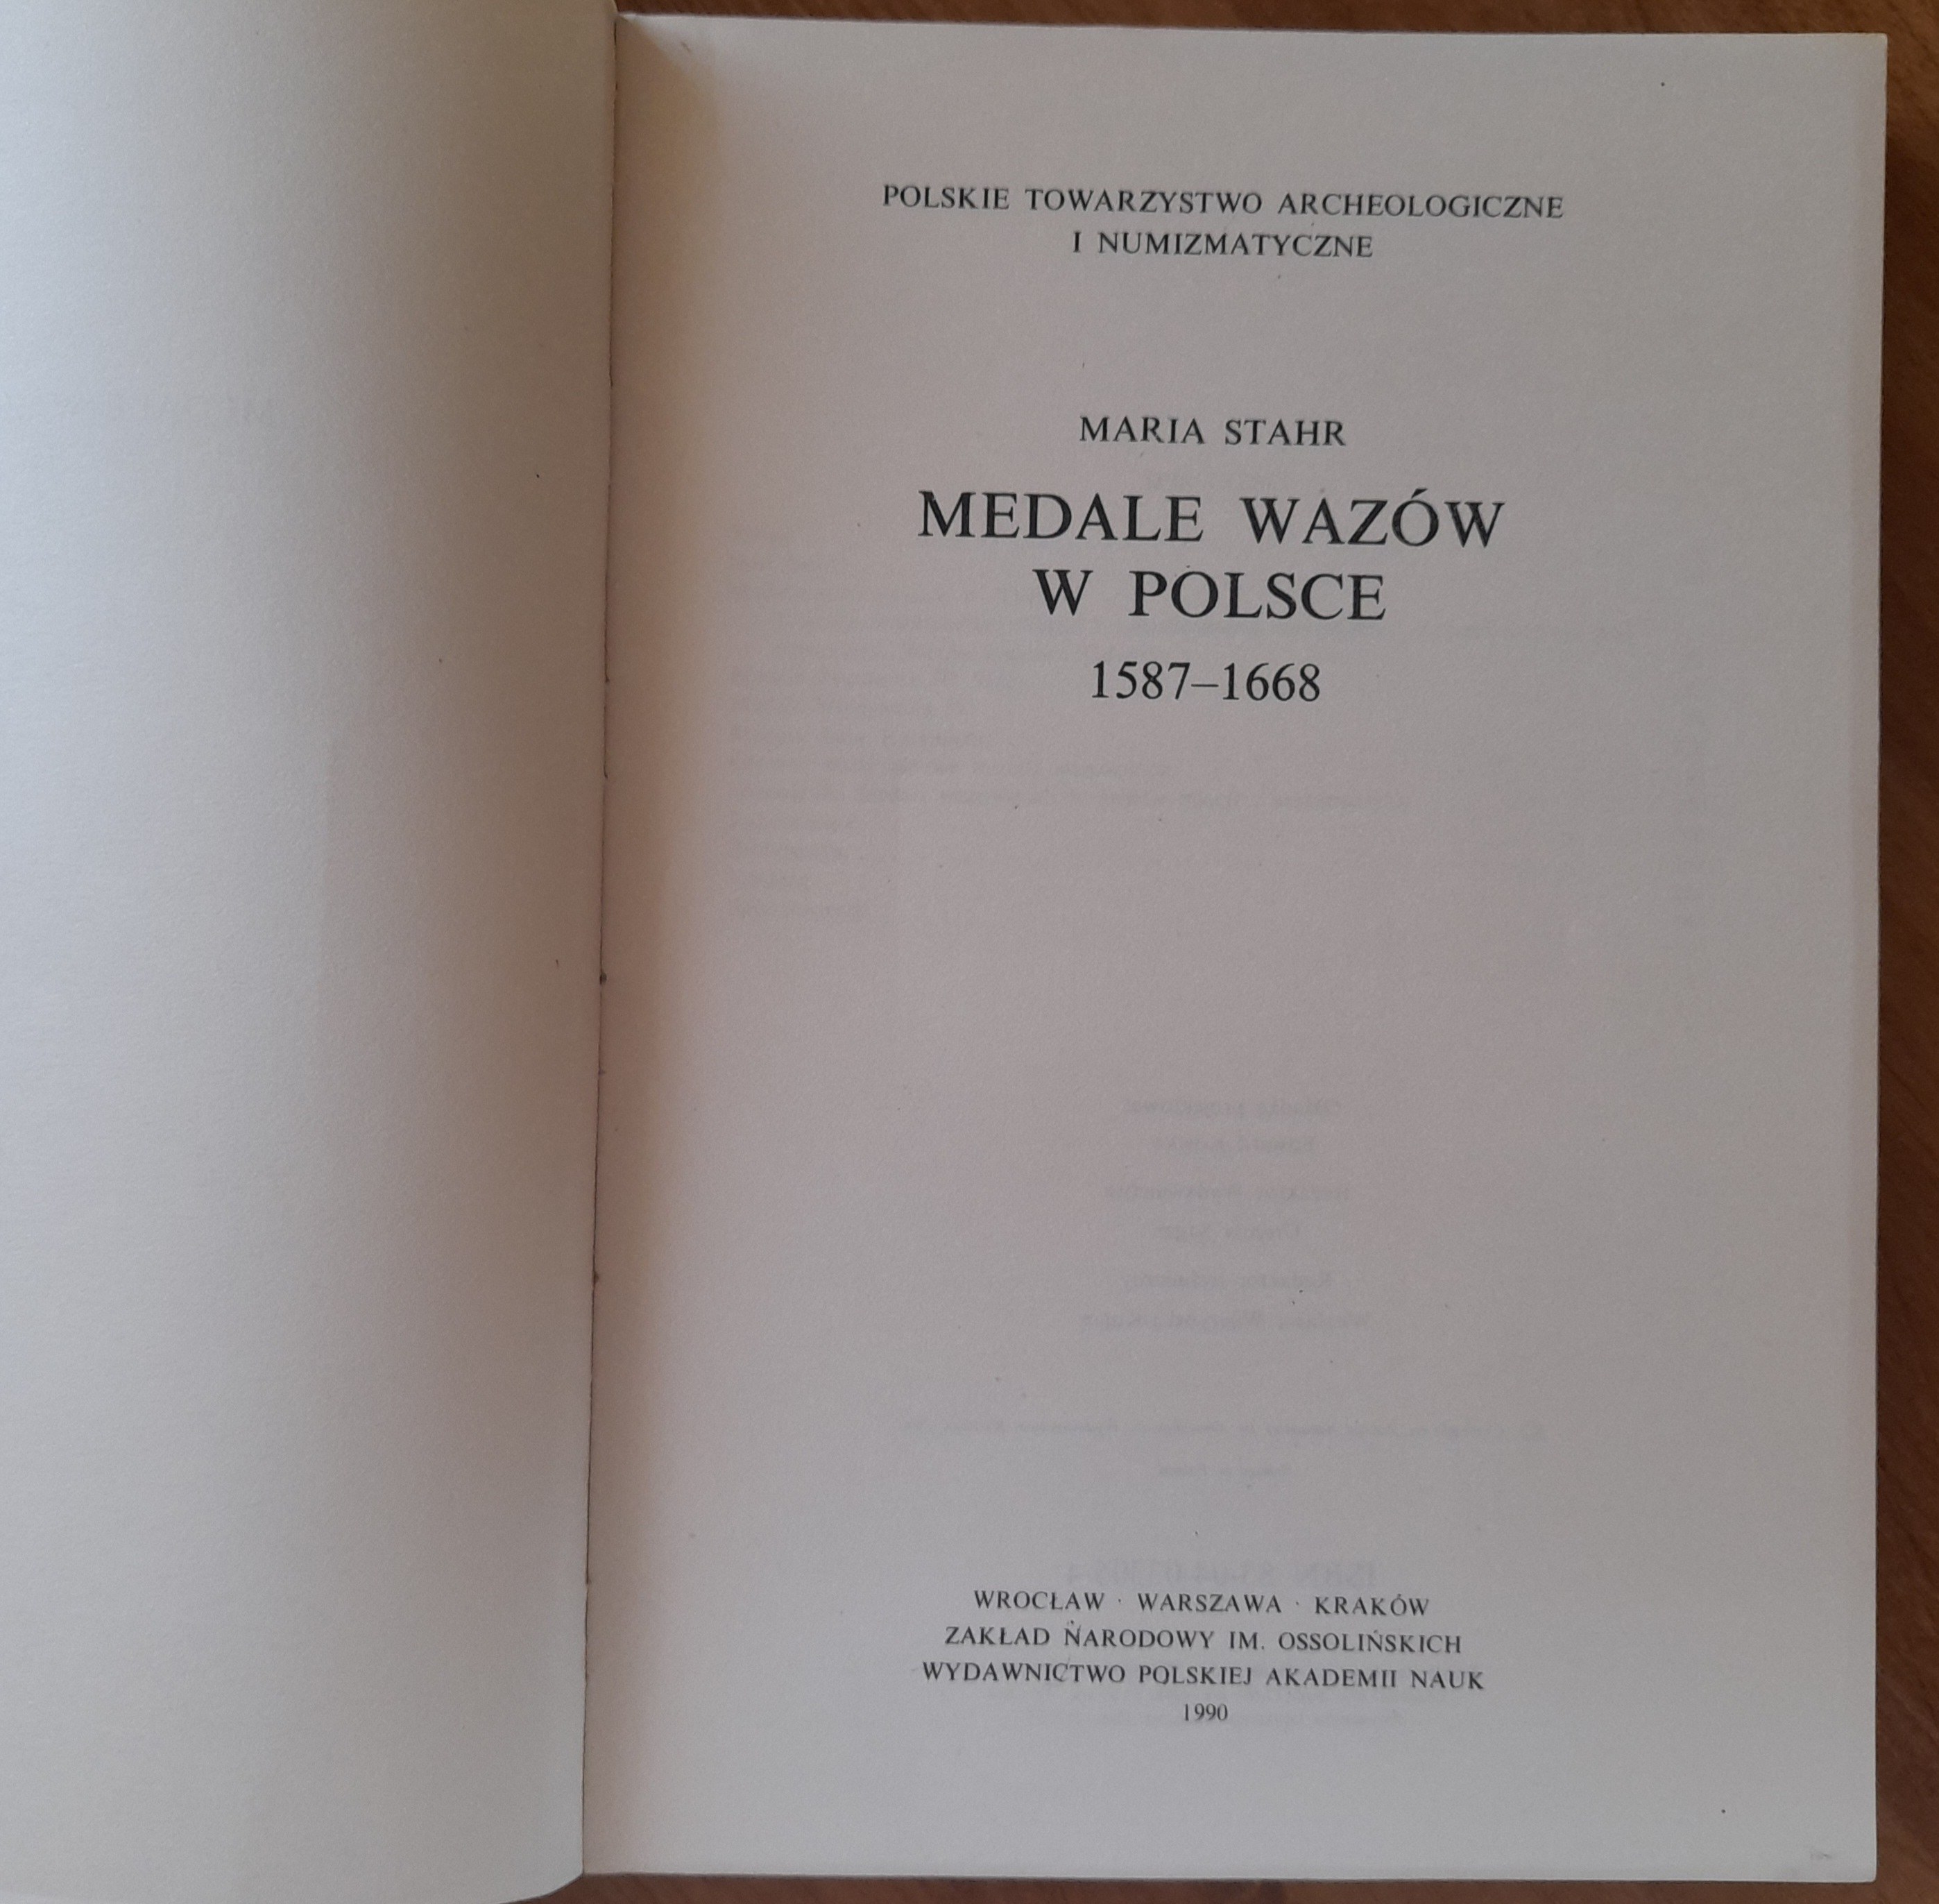 POLSKIE TOWARZYSTWO ARCHEOLOGICZNE
I NUMIZMATYCZNE
MARIA STAHR
MEDALE WAZÓW
W POLSCE
1587–1668
WROCŁAW · WARSZAWA · KRAKÓW
ZAKŁAD NARODOWY IM. OSSOLIŃSKICH
WYDAWNICTWO POLSKIEJ AKADEMII NAUK
1990